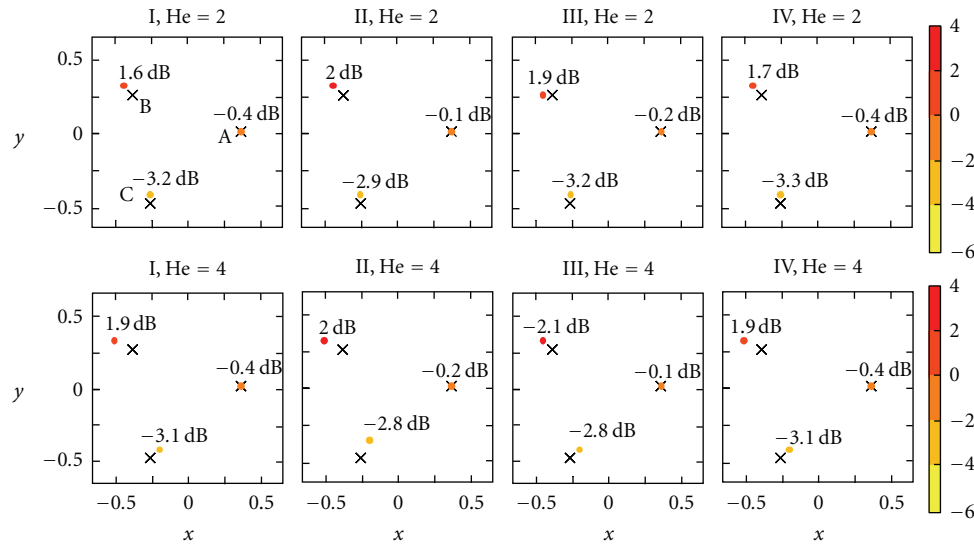 I, He = 2
II, He = 2
III, He = 2
IV, He = 2
0.5
0
−0.5
y
1.6 dB
B
−0.4 dB
A
−3.2 dB
C
2 dB
−0.1 dB
−2.9 dB
1.9 dB
−0.2 dB
−3.2 dB
1.7 dB
−0.4 dB
−3.3 dB
4
2
0
−2
−4
−6
I, He = 4
II, He = 4
III, He = 4
IV, He = 4
0.5
0
−0.5
y
1.9 dB
−0.4 dB
−3.1 dB
2 dB
−0.2 dB
−2.8 dB
−2.1 dB
−0.1 dB
−2.8 dB
1.9 dB
−0.4 dB
−3.1 dB
4
2
0
−2
−4
−6
−0.5 0 0.5
−0.5 0 0.5
−0.5 0 0.5
−0.5 0 0.5
x
x
x
x